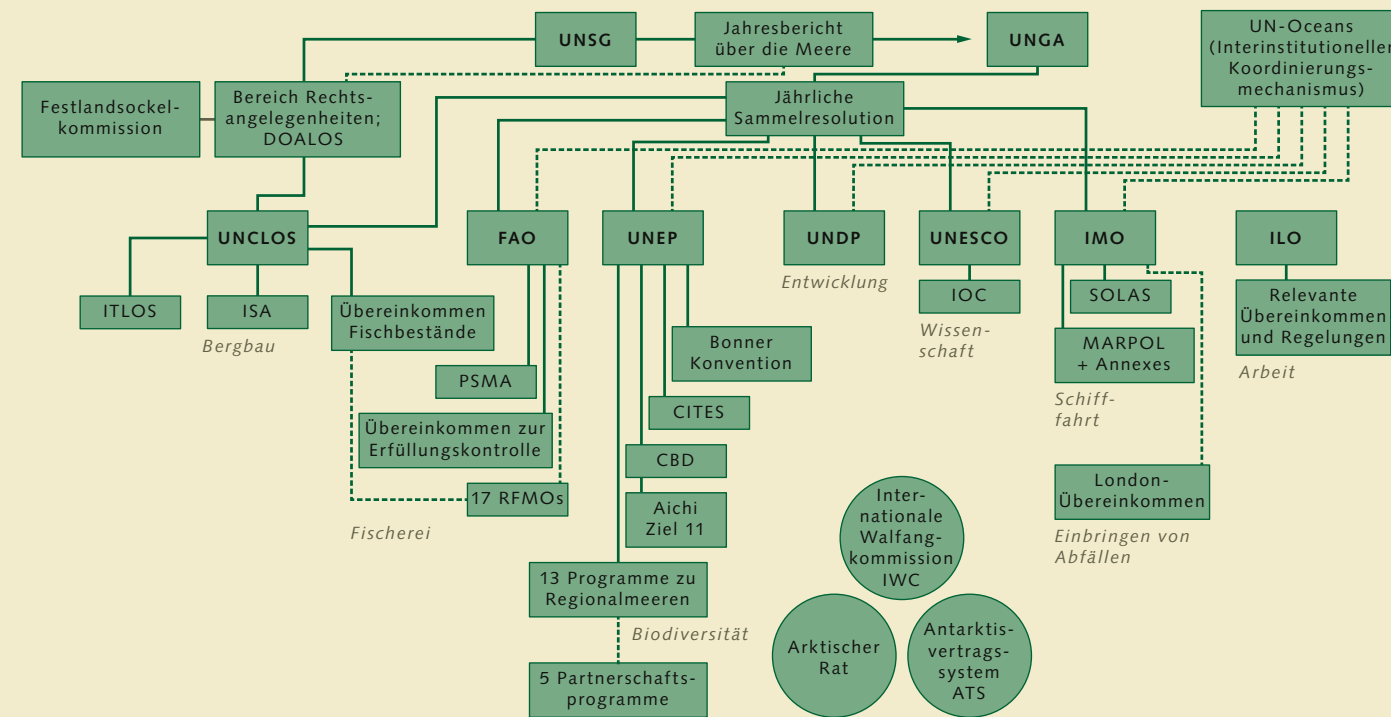 UNSG
Jahresbericht
über die Meere
UNGA
UN-Oceans
(Interinstitutioneller
Koordinierungs-
mechanismus)
Festlandsockel-
kommission
Bereich Rechts-
angelegenheiten;
DOALOS
Jährliche
Sammelresolution
UNCLOS
FAO
UNEP
UNDP
UNESCO
IMO
ILO
Entwicklung
ITLOS
ISA
Bergbau
Übereinkommen
Fischbestände
IOC
Wissen-
schaft
SOLAS
Relevante
Übereinkommen
und Regelungen
Arbeit
Bonner
Konvention
MARPOL
+ Annexes
Schiff-
fahrt
PSMA
CITES
Übereinkommen zur
Erfüllungskontrolle
CBD
17 RFMOs
Fischerei
Aichi
Ziel 11
London-
Übereinkommen
Einbringen von
Abfällen
Inter-
nationale
Walfang-
kommission
IWC
13 Programme zu
Regionalmeeren
Biodiversität
Arktischer
Rat
Antarktis-
vertrags-
system
ATS
5 Partnerschafts-
programme